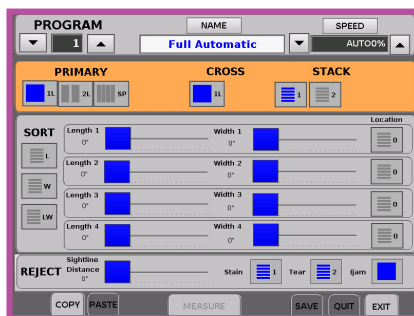 PROGRAM NAME SPEED
1 Full Automatic AUTO0%
PRIMARY CROSS STACK
1L 2L SP 1L 1 2
Location
SORT Length 1 Width 1
0" 0" 0
L
Length 2 Width 2
0" 0" 0
W
Length 3 Width 3
0" 0" 0
LW
Length 4 Width 4
0" 0" 0
REJECT Sightline Distance 0" Stain 1 Tear 2 Ijam
COPY PASTE MEASURE SAVE QUIT EXIT